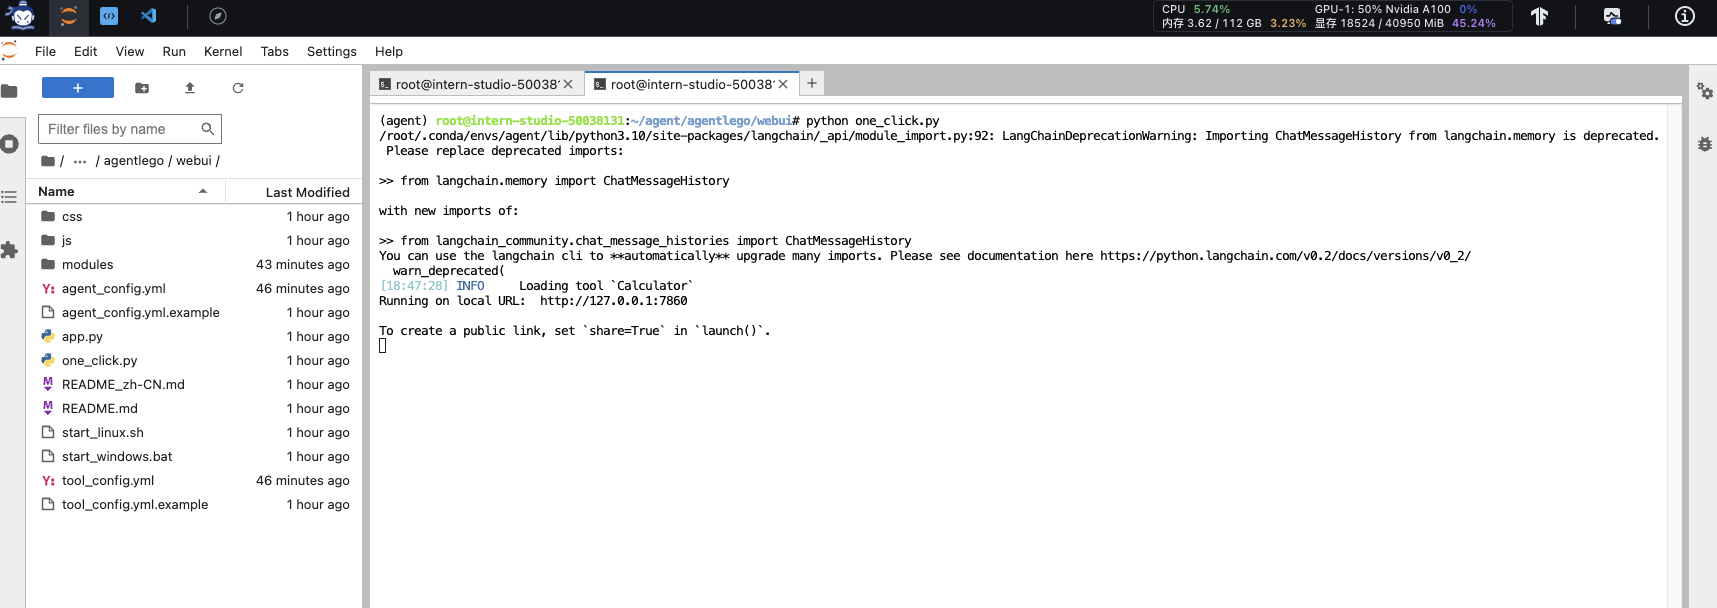 CPU 5.74% GPU-1: 50% Nvidia A100 0%
内存 3.62 / 112 GB 3.23% 显存 18524 / 40950 MiB 45.24%
File Edit View Run Kernel Tabs Settings Help
+
root@intern-studio-50038 root@intern-studio-50038 +
Filter files by name
/ ... / agentlego / webui /
Name Last Modified
css 1 hour ago
js 1 hour ago
modules 43 minutes ago
agent_config.yml 46 minutes ago
agent_config.yml.example 1 hour ago
app.py 1 hour ago
one_click.py 1 hour ago
README_zh-CN.md 1 hour ago
README.md 1 hour ago
start_linux.sh 1 hour ago
start_windows.bat 1 hour ago
tool_config.yml 46 minutes ago
tool_config.yml.example 1 hour ago
(agent) root@intern-studio-50038131:~/agent/agentlego/webui# python one_click.py
/root/.conda/envs/agent/lib/python3.10/site-packages/langchain/_api/module_import.py:92: LangChainDeprecationWarning: Importing ChatMessageHistory from langchain.memory is deprecated.
Please replace deprecated imports:
>> from langchain.memory import ChatMessageHistory
with new imports of:
>> from langchain_community.chat_message_histories import ChatMessageHistory
You can use the langchain cli to **automatically** upgrade many imports. Please see documentation here https://python.langchain.com/v0.2/docs/versions/v0_2/
warn_deprecated(
[18:47:28] INFO Loading tool `Calculator`
Running on local URL: http://127.0.0.1:7860
To create a public link, set `share=True` in `launch()`.